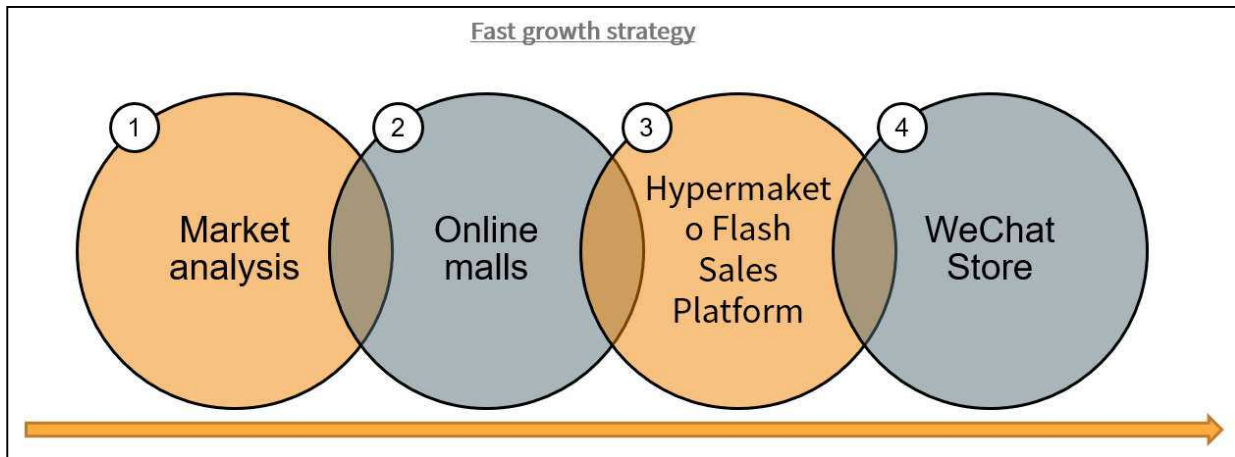 Fast growth strategy
1
2
3
4
Market
analysis
Online
malls
Hypermaket
o Flash
Sales
Platform
WeChat
Store